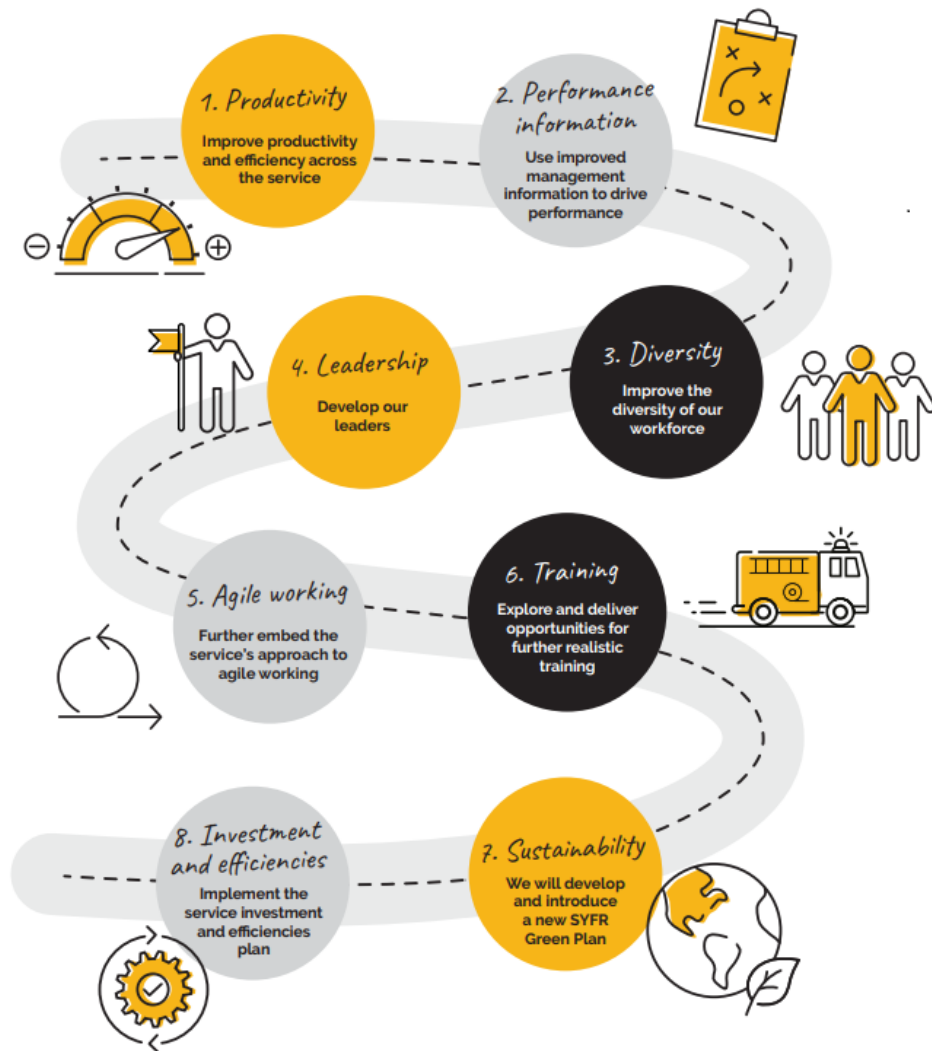 1. Productivity
Improve productivity
and efficiency across
the service
2. Performance
information
Use improved
management
information to drive
performance
3. Diversity
Improve the
diversity of our
workforce
4. Leadership
Develop our
leaders
5. Agile working
Further embed the
service's approach to
agile working
6. Training
Explore and deliver
opportunities for
further realistic
training
7. Sustainability
We will develop
and introduce
a new SYFR
Green Plan
8. Investment
and efficiencies
Implement the
service investment
and efficiencies
plan